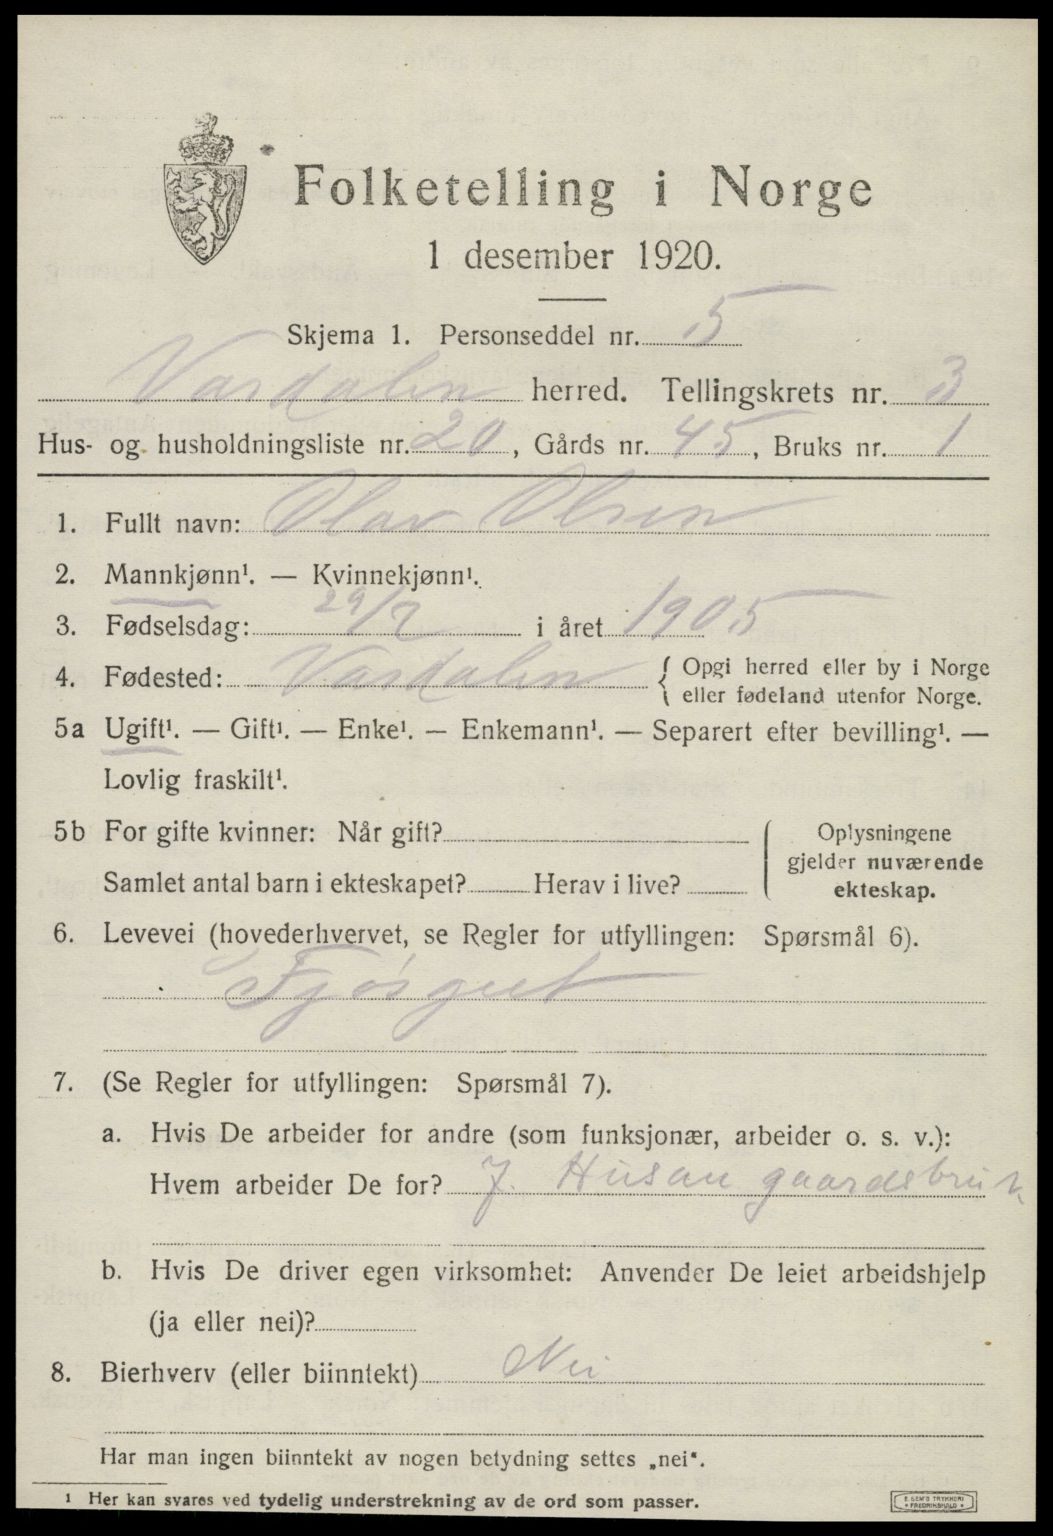 Folketelling i Norge
1 desember 1920.
Skjema 1. Personseddel nr. 5
Vardalen herred. Tellingskrets nr. 3
Hus- og husholdningsliste nr. 20, Gårds nr. 45, Bruks nr. 1
1. Fullt navn: Olav Olsen
2. Mannkjønn¹. — Kvinnekjønn¹.
3. Fødselsdag: 29/7 i året 1905
4. Fødested: Vardalen { Opgi herred eller by i Norge
eller fødeland utenfor Norge.
5a Ugift¹. — Gift¹. — Enke¹. — Enkemann¹. — Separert efter bevilling¹. —
Lovlig fraskilt¹.
5b For gifte kvinner: Når gift? { Oplysningene
gjelder nuværende
Samlet antal barn i ekteskapet? Herav i live? ekteskap.
6. Levevei (hovederhvervet, se Regler for utfyllingen: Spørsmål 6).
Fjøsgut
7. (Se Regler for utfyllingen: Spørsmål 7).
a. Hvis De arbeider for andre (som funksjonær, arbeider o. s. v.):
Hvem arbeider De for? J. Husan gaardsbruk
b. Hvis De driver egen virksomhet: Anvender De leiet arbeidshjelp
(ja eller nei)?
8. Bierhverv (eller biinntekt) Nei
Har man ingen biinntekt av nogen betydning settes „nei“.
¹ Her kan svares ved tydelig understrekning av de ord som passer.
E. SEM'S TRYKKERI
FREDRIKSHALD